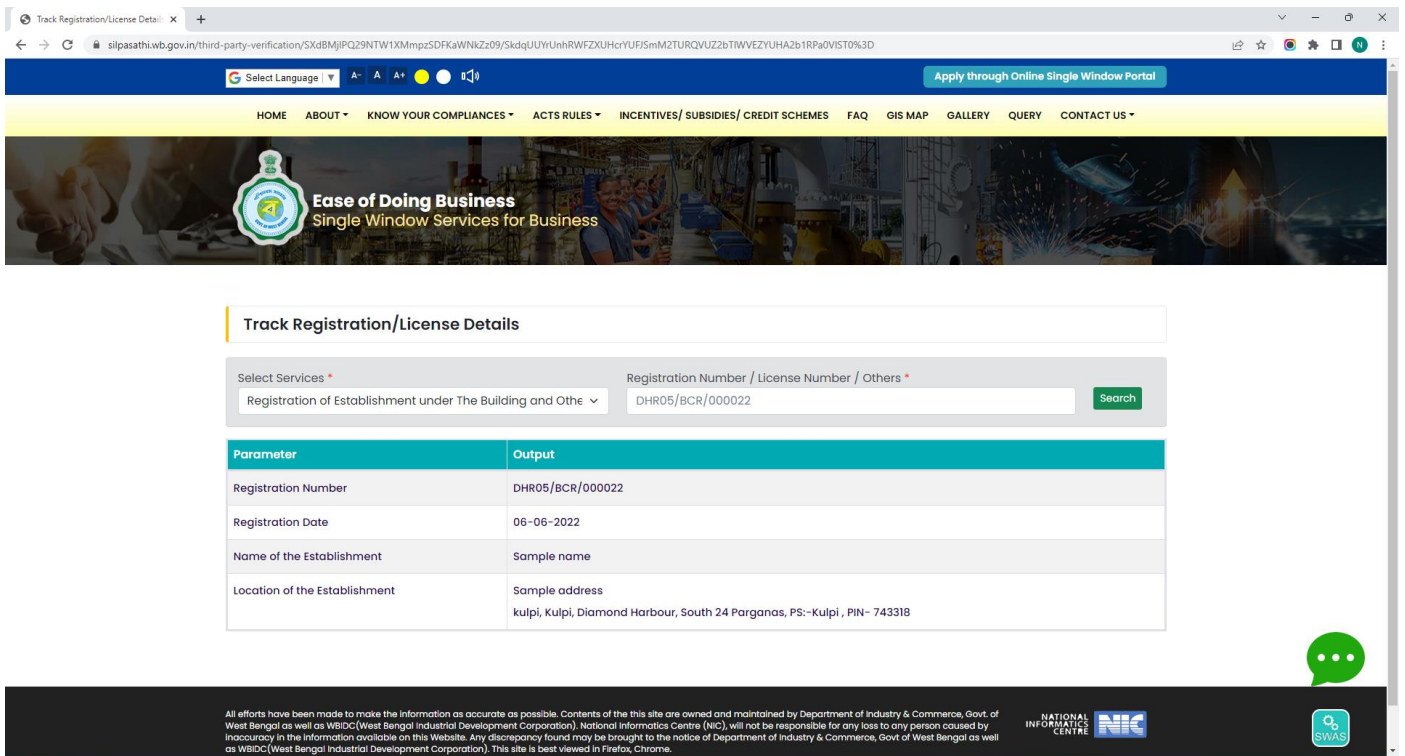 Track Registration/License Detail
silpasathi.wb.gov.in/third-party-verification/SXdBMjlPQ29NTW1XMmpzSDFKaWNkZz09/SkdqUUYrUnhRWFZXUHcrYUFJSmM2TURQVUZ2bTlWVEZYUHA2b1RPa0VIST0%3D
N
Select Language
A- A A+
Apply through Online Single Window Portal
HOME ABOUT KNOW YOUR COMPLIANCES ACTS RULES INCENTIVES/ SUBSIDIES/ CREDIT SCHEMES FAQ GIS MAP GALLERY QUERY CONTACT US
Ease of Doing Business
Single Window Services for Business
Track Registration/License Details
Select Services * Registration Number / License Number / Others *
Registration of Establishment under The Building and Othe DHR05/BCR/000022 Search
Parameter Output
Registration Number DHR05/BCR/000022
Registration Date 06-06-2022
Name of the Establishment Sample name
Location of the Establishment Sample address
kulpi, Kulpi, Diamond Harbour, South 24 Parganas, PS:-Kulpi , PIN- 743318
All efforts have been made to make the information as accurate as possible. Contents of the this site are owned and maintained by Department of Industry & Commerce, Govt. of
West Bengal as well as WBIDC(West Bengal Industrial Development Corporation). National Informatics Centre (NIC), will not be responsible for any loss to any person caused by
inaccuracy in the information available on this Website. Any discrepancy found may be brought to the notice of Department of Industry & Commerce, Govt of West Bengal as well
as WBIDC(West Bengal Industrial Development Corporation). This site is best viewed in Firefox, Chrome.
NATIONAL
INFORMATICS
CENTRE
NIC
SWAS